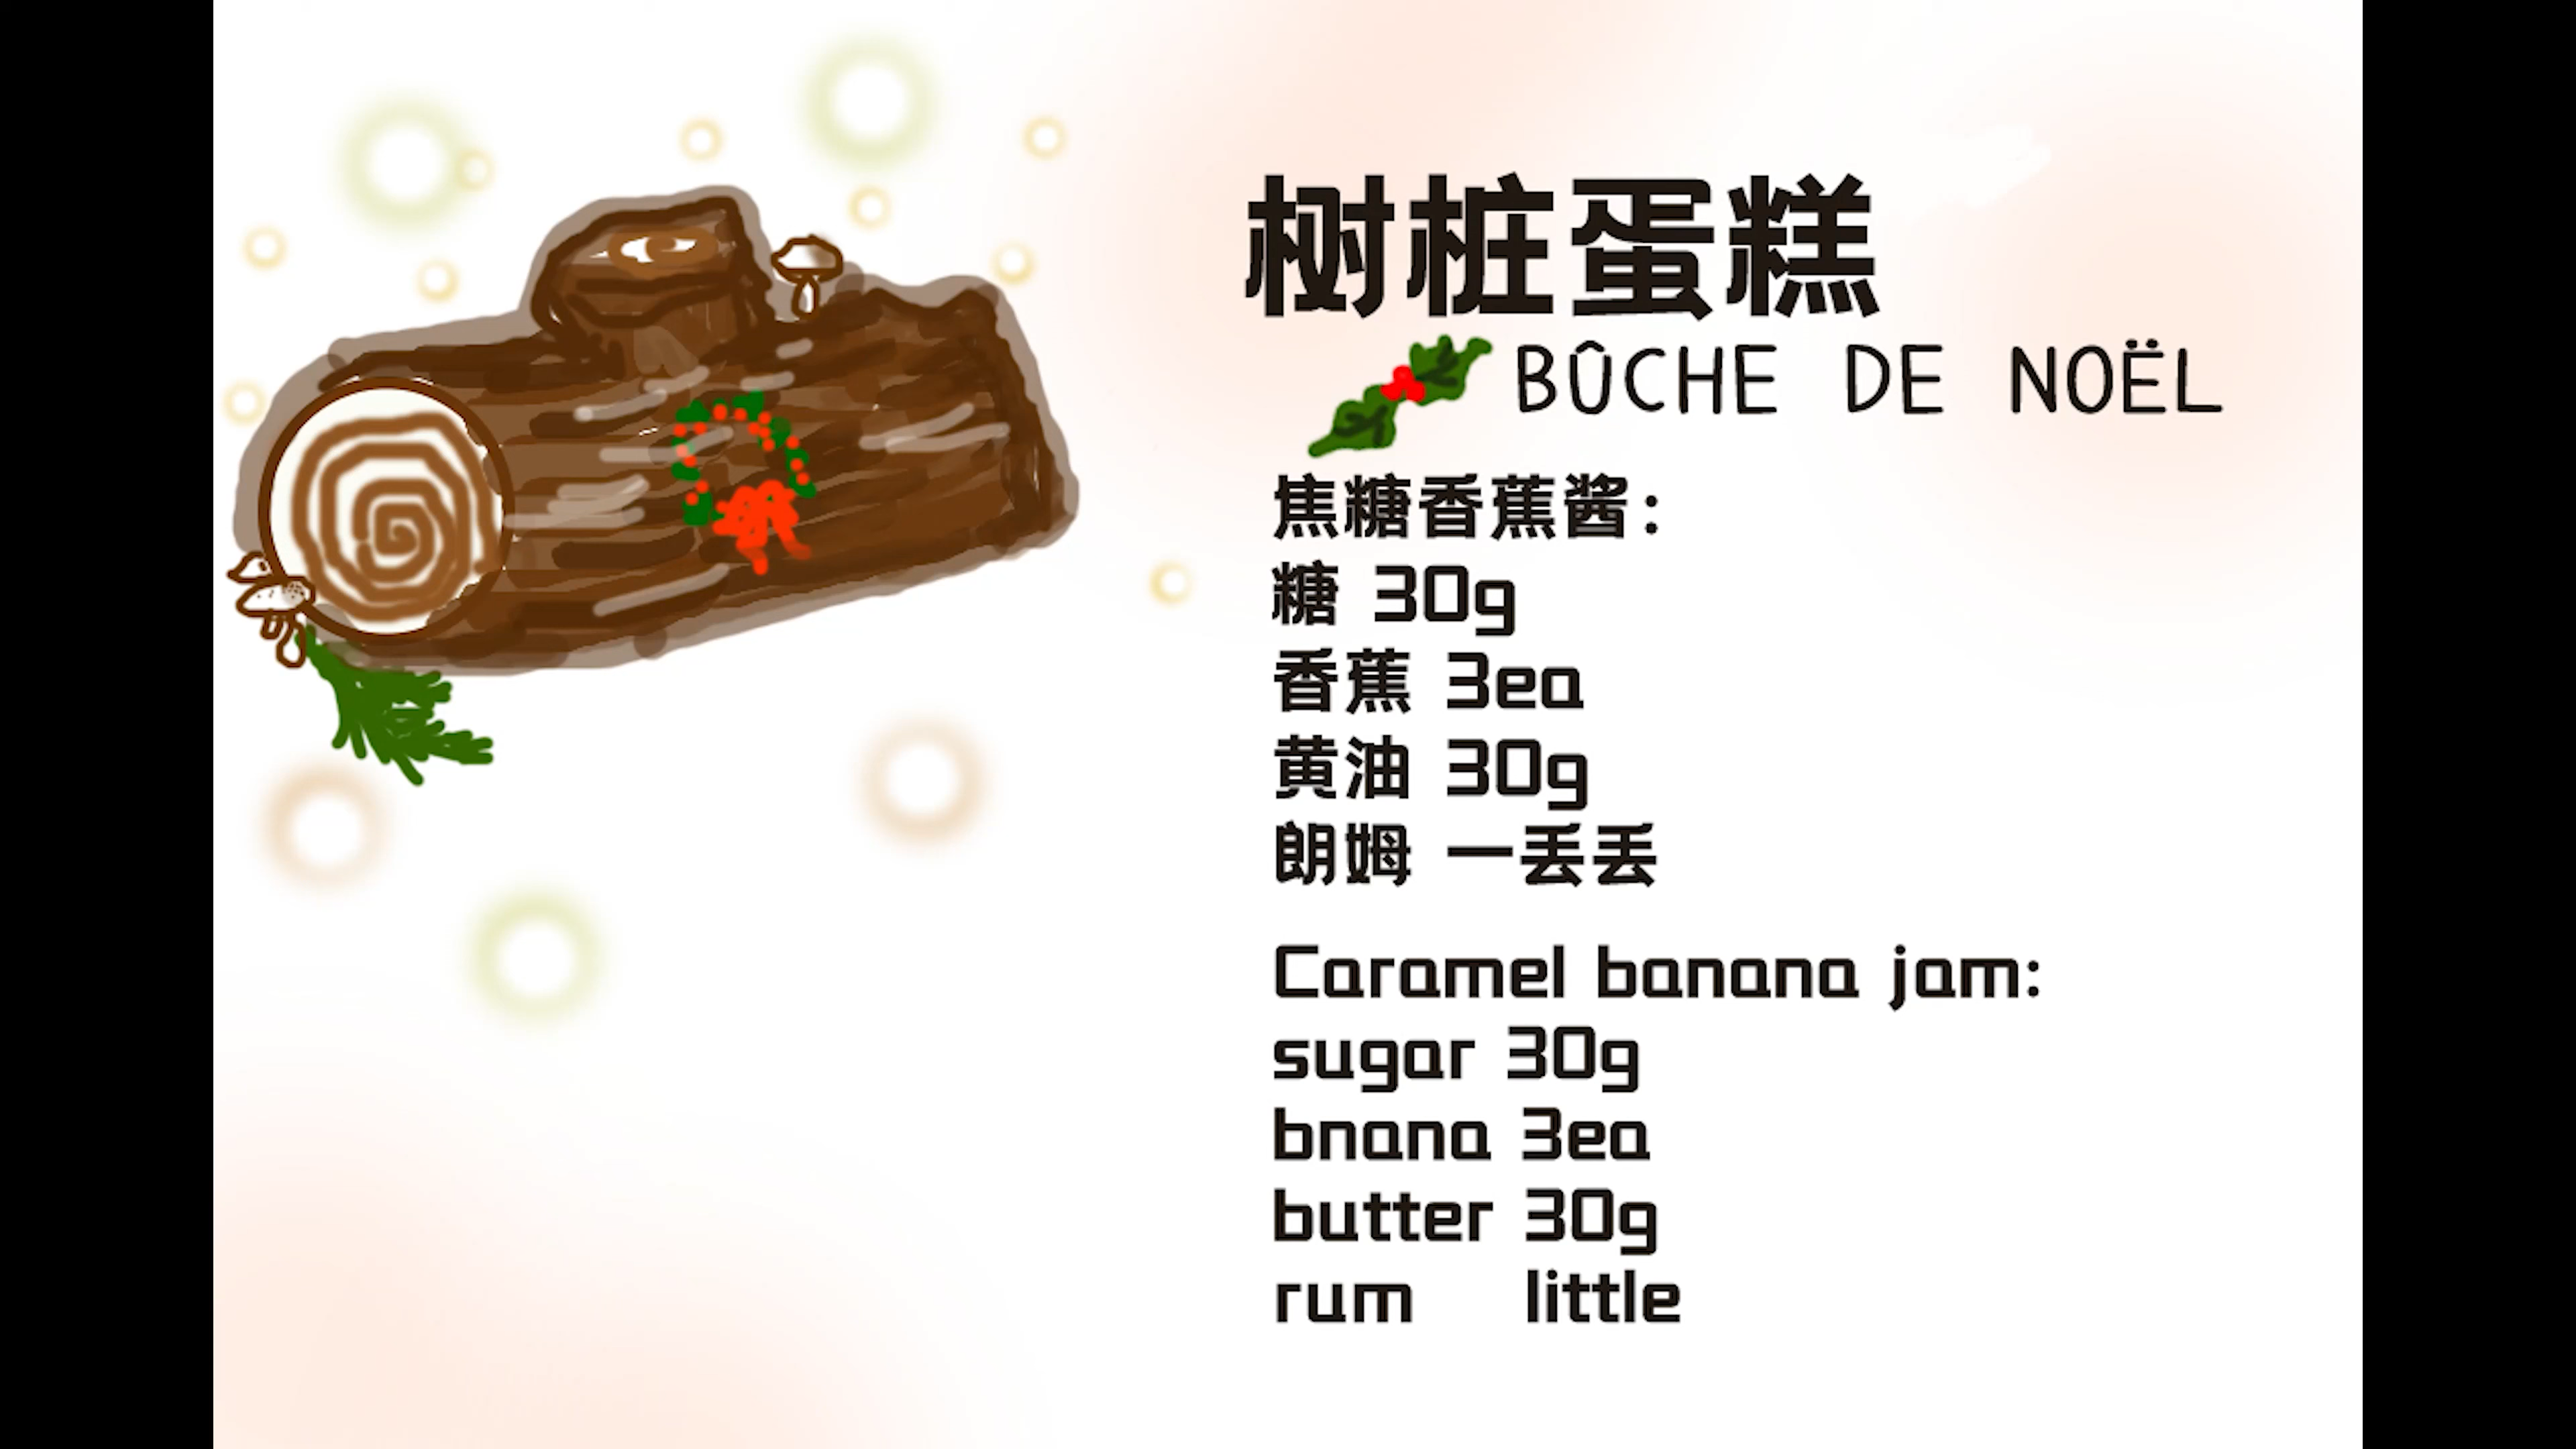 树桩蛋糕
BÛCHE DE NOËL
焦糖香蕉酱：
糖 30g
香蕉 3ea
黄油 30g
朗姆 一丢丢
Caramel banana jam:
sugar 30g
bnana 3ea
butter 30g
rum little